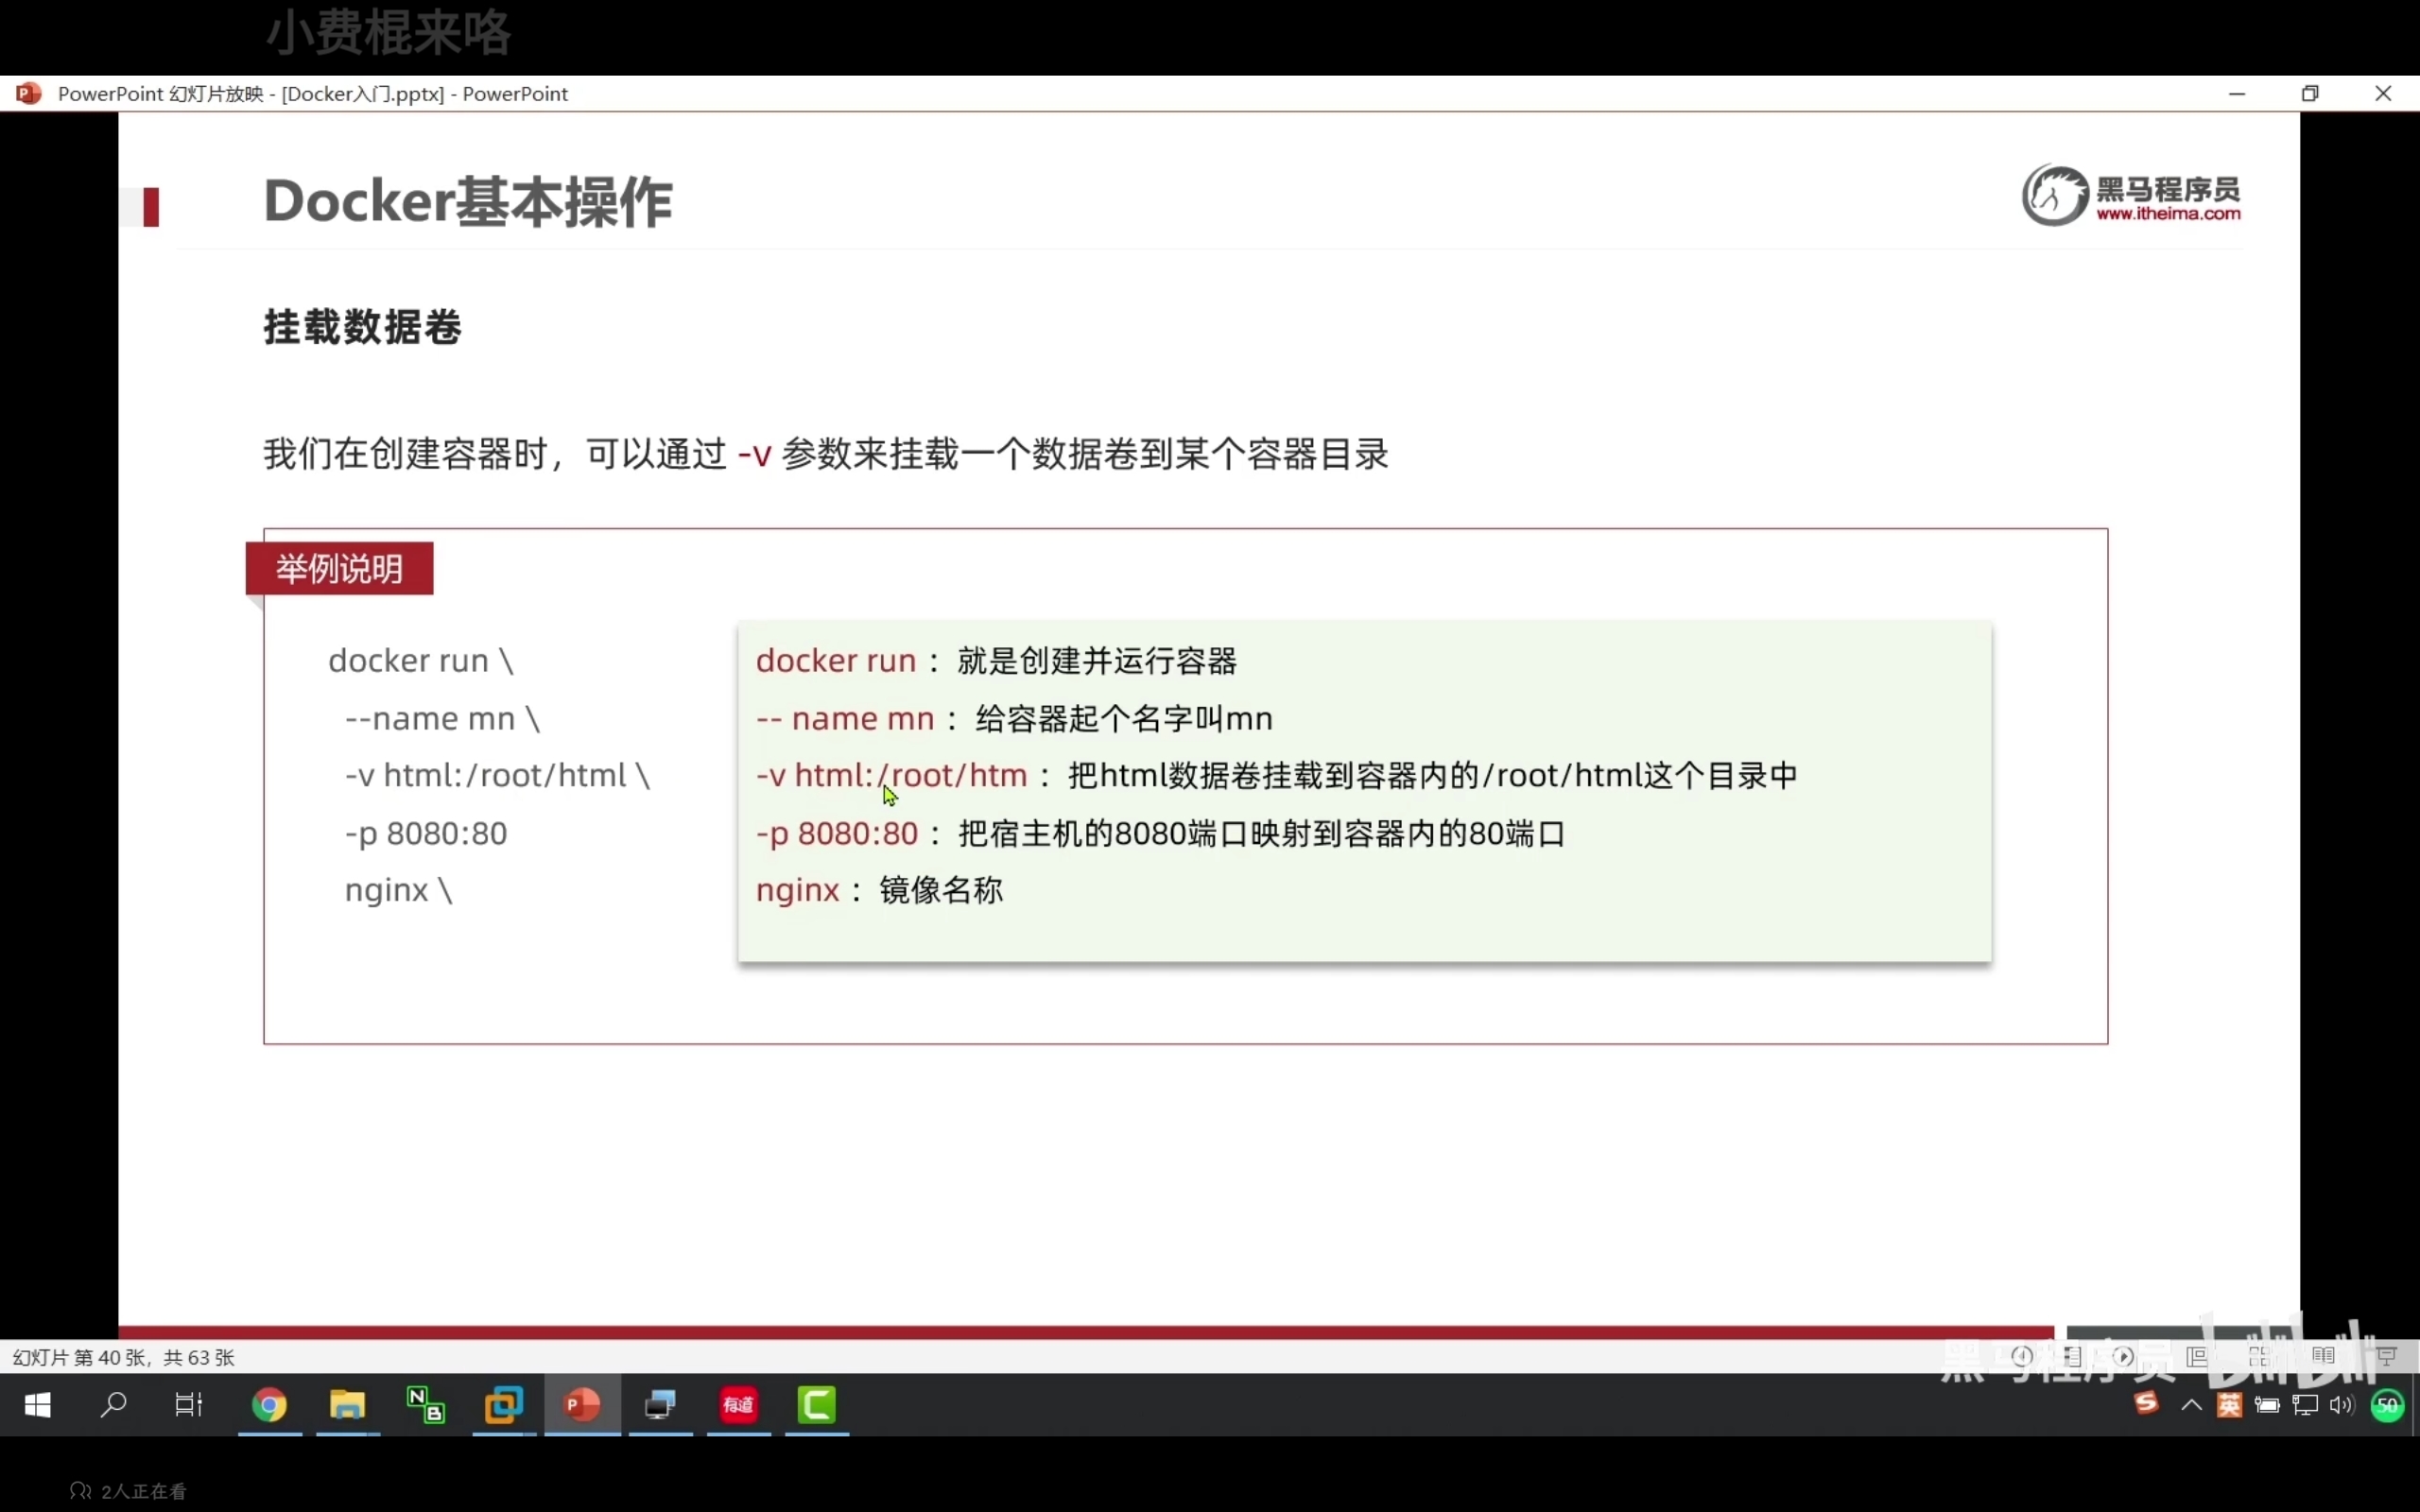 小费棍来咯
PowerPoint 幻灯片放映 - [Docker入门.pptx] - PowerPoint
Docker基本操作
黑马程序员
www.itheima.com
挂载数据卷
我们在创建容器时，可以通过 -v 参数来挂载一个数据卷到某个容器目录
举例说明
docker run \
--name mn \
-v html:/root/html \
-p 8080:80
nginx \
docker run ：就是创建并运行容器
-- name mn ：给容器起个名字叫mn
-v html:/root/htm ：把html数据卷挂载到容器内的/root/html这个目录中
-p 8080:80 ：把宿主机的8080端口映射到容器内的80端口
nginx ：镜像名称
幻灯片 第 40 张，共 63 张
黑马程序员 bilibili
N B
有道
英
50
2人正在看